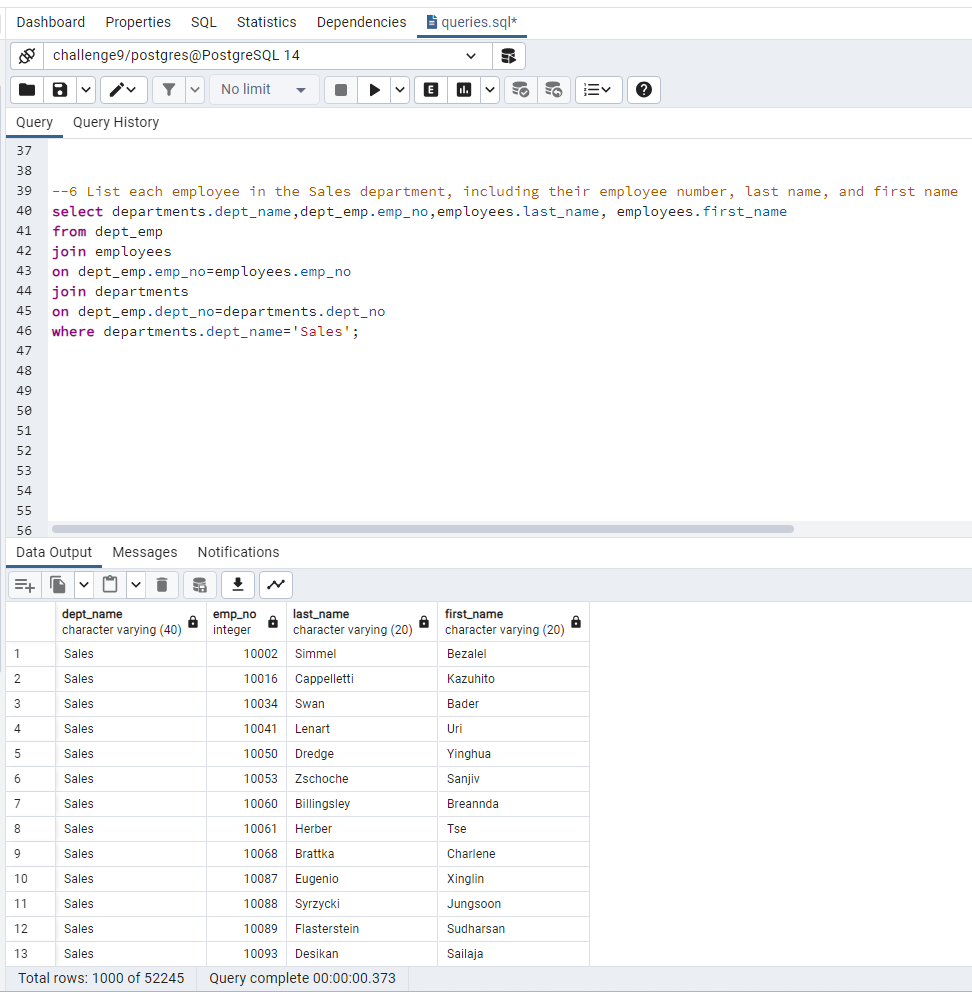 Dashboard Properties SQL Statistics Dependencies queries.sql*
challenge9/postgres@PostgreSQL 14
No limit E ?
Query Query History
37
38
39 --6 List each employee in the Sales department, including their employee number, last name, and first name
40 select departments.dept_name,dept_emp.emp_no,employees.last_name, employees.first_name
41 from dept_emp
42 join employees
43 on dept_emp.emp_no=employees.emp_no
44 join departments
45 on dept_emp.dept_no=departments.dept_no
46 where departments.dept_name='Sales';
47
48
49
50
51
52
53
54
55
56
Data Output Messages Notifications
dept_name emp_no last_name first_name
character varying (40) integer character varying (20) character varying (20)
1 Sales 10002 Simmel Bezalel
2 Sales 10016 Cappelletti Kazuhito
3 Sales 10034 Swan Bader
4 Sales 10041 Lenart Uri
5 Sales 10050 Dredge Yinghua
6 Sales 10053 Zschoche Sanjiv
7 Sales 10060 Billingsley Breannda
8 Sales 10061 Herber Tse
9 Sales 10068 Brattka Charlene
10 Sales 10087 Eugenio Xinglin
11 Sales 10088 Syrzycki Jungsoon
12 Sales 10089 Flasterstein Sudharsan
13 Sales 10093 Desikan Sailaja
Total rows: 1000 of 52245 Query complete 00:00:00.373